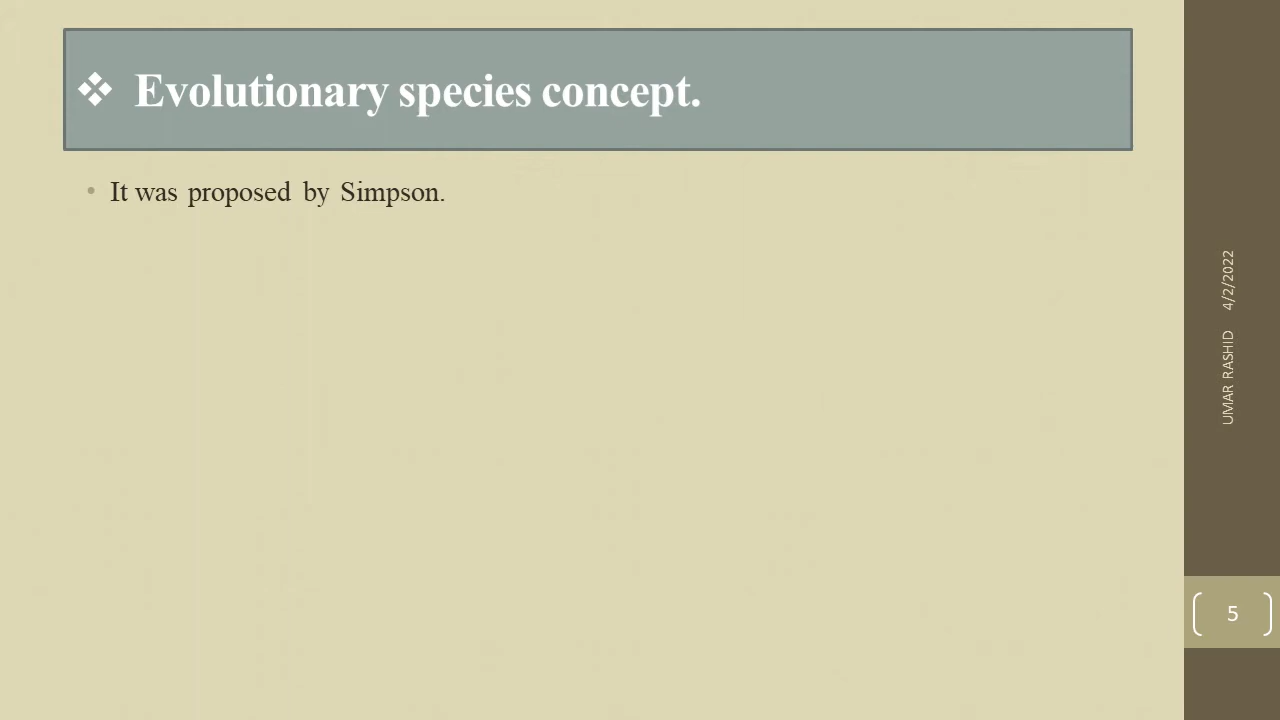 ❖ Evolutionary species concept.
• It was proposed by Simpson.
UMAR RASHID 4/2/2022
5